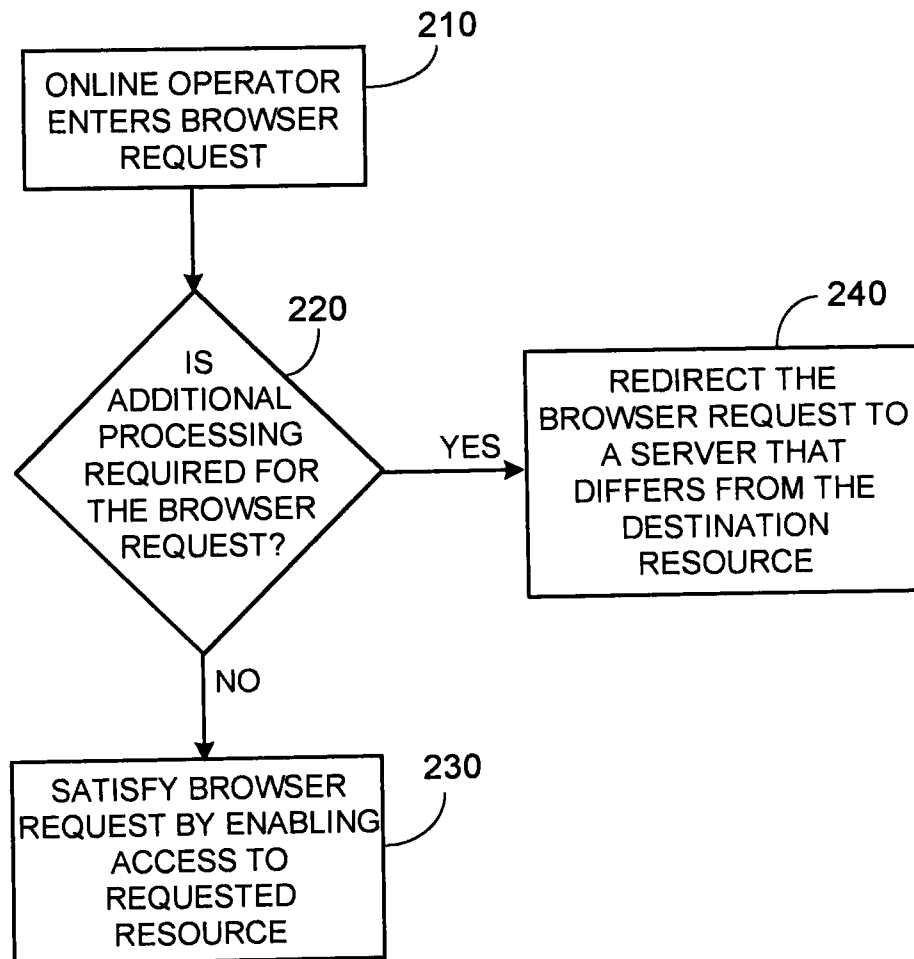 210
ONLINE OPERATOR
ENTERS BROWSER
REQUEST
220
IS
ADDITIONAL
PROCESSING
REQUIRED FOR
THE BROWSER
REQUEST?
YES
240
REDIRECT THE
BROWSER REQUEST TO
A SERVER THAT
DIFFERS FROM THE
DESTINATION
RESOURCE
NO
230
SATISFY BROWSER
REQUEST BY ENABLING
ACCESS TO
REQUESTED
RESOURCE